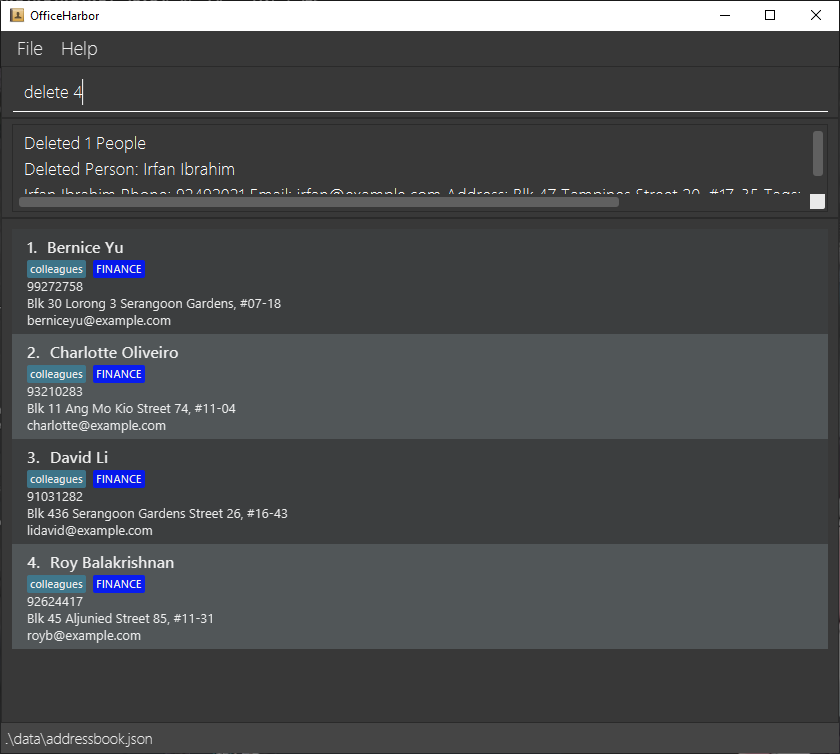 OfficeHarbor
File Help
delete 4
Deleted 1 People
Deleted Person: Irfan Ibrahim
Irfan Ibrahim Phone: 92492021 Email: irfan@example.com Address: Blk 47 Tampines Street 20, #17-35 Tags:
1. Bernice Yu
colleagues FINANCE
99272758
Blk 30 Lorong 3 Serangoon Gardens, #07-18
berniceyu@example.com
2. Charlotte Oliveiro
colleagues FINANCE
93210283
Blk 11 Ang Mo Kio Street 74, #11-04
charlotte@example.com
3. David Li
colleagues FINANCE
91031282
Blk 436 Serangoon Gardens Street 26, #16-43
lidavid@example.com
4. Roy Balakrishnan
colleagues FINANCE
92624417
Blk 45 Aljunied Street 85, #11-31
royb@example.com
.\data\addressbook.json